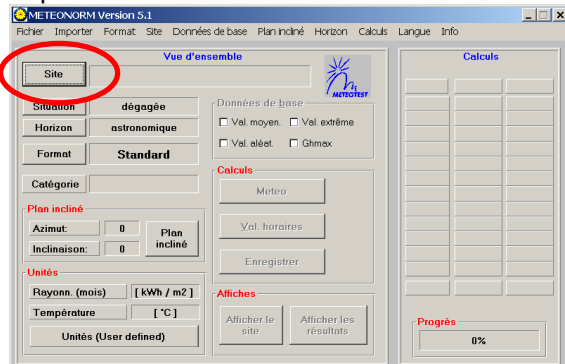 METEONORM Version 5.1
Fichier Importer Format Site Données de base Plan incliné Horizon Calculs Langue Info
Vue d'ensemble
Site
METEOTEST
Situation dégagée
Horizon astronomique
Format Standard
Catégorie
Plan incliné
Azimut: 0
Inclinaison: 0
Plan incliné
Unités
Rayonn. (mois) [ kWh / m2 ]
Température [ °C ]
Unités (User defined)
Données de base
Val. moyen. Val. extrême
Val. aléat. Ghmax
Calculs
Meteo
Val. horaires
Enregistrer
Affiches
Afficher le site
Afficher les résultats
Calculs
Progrès
0%